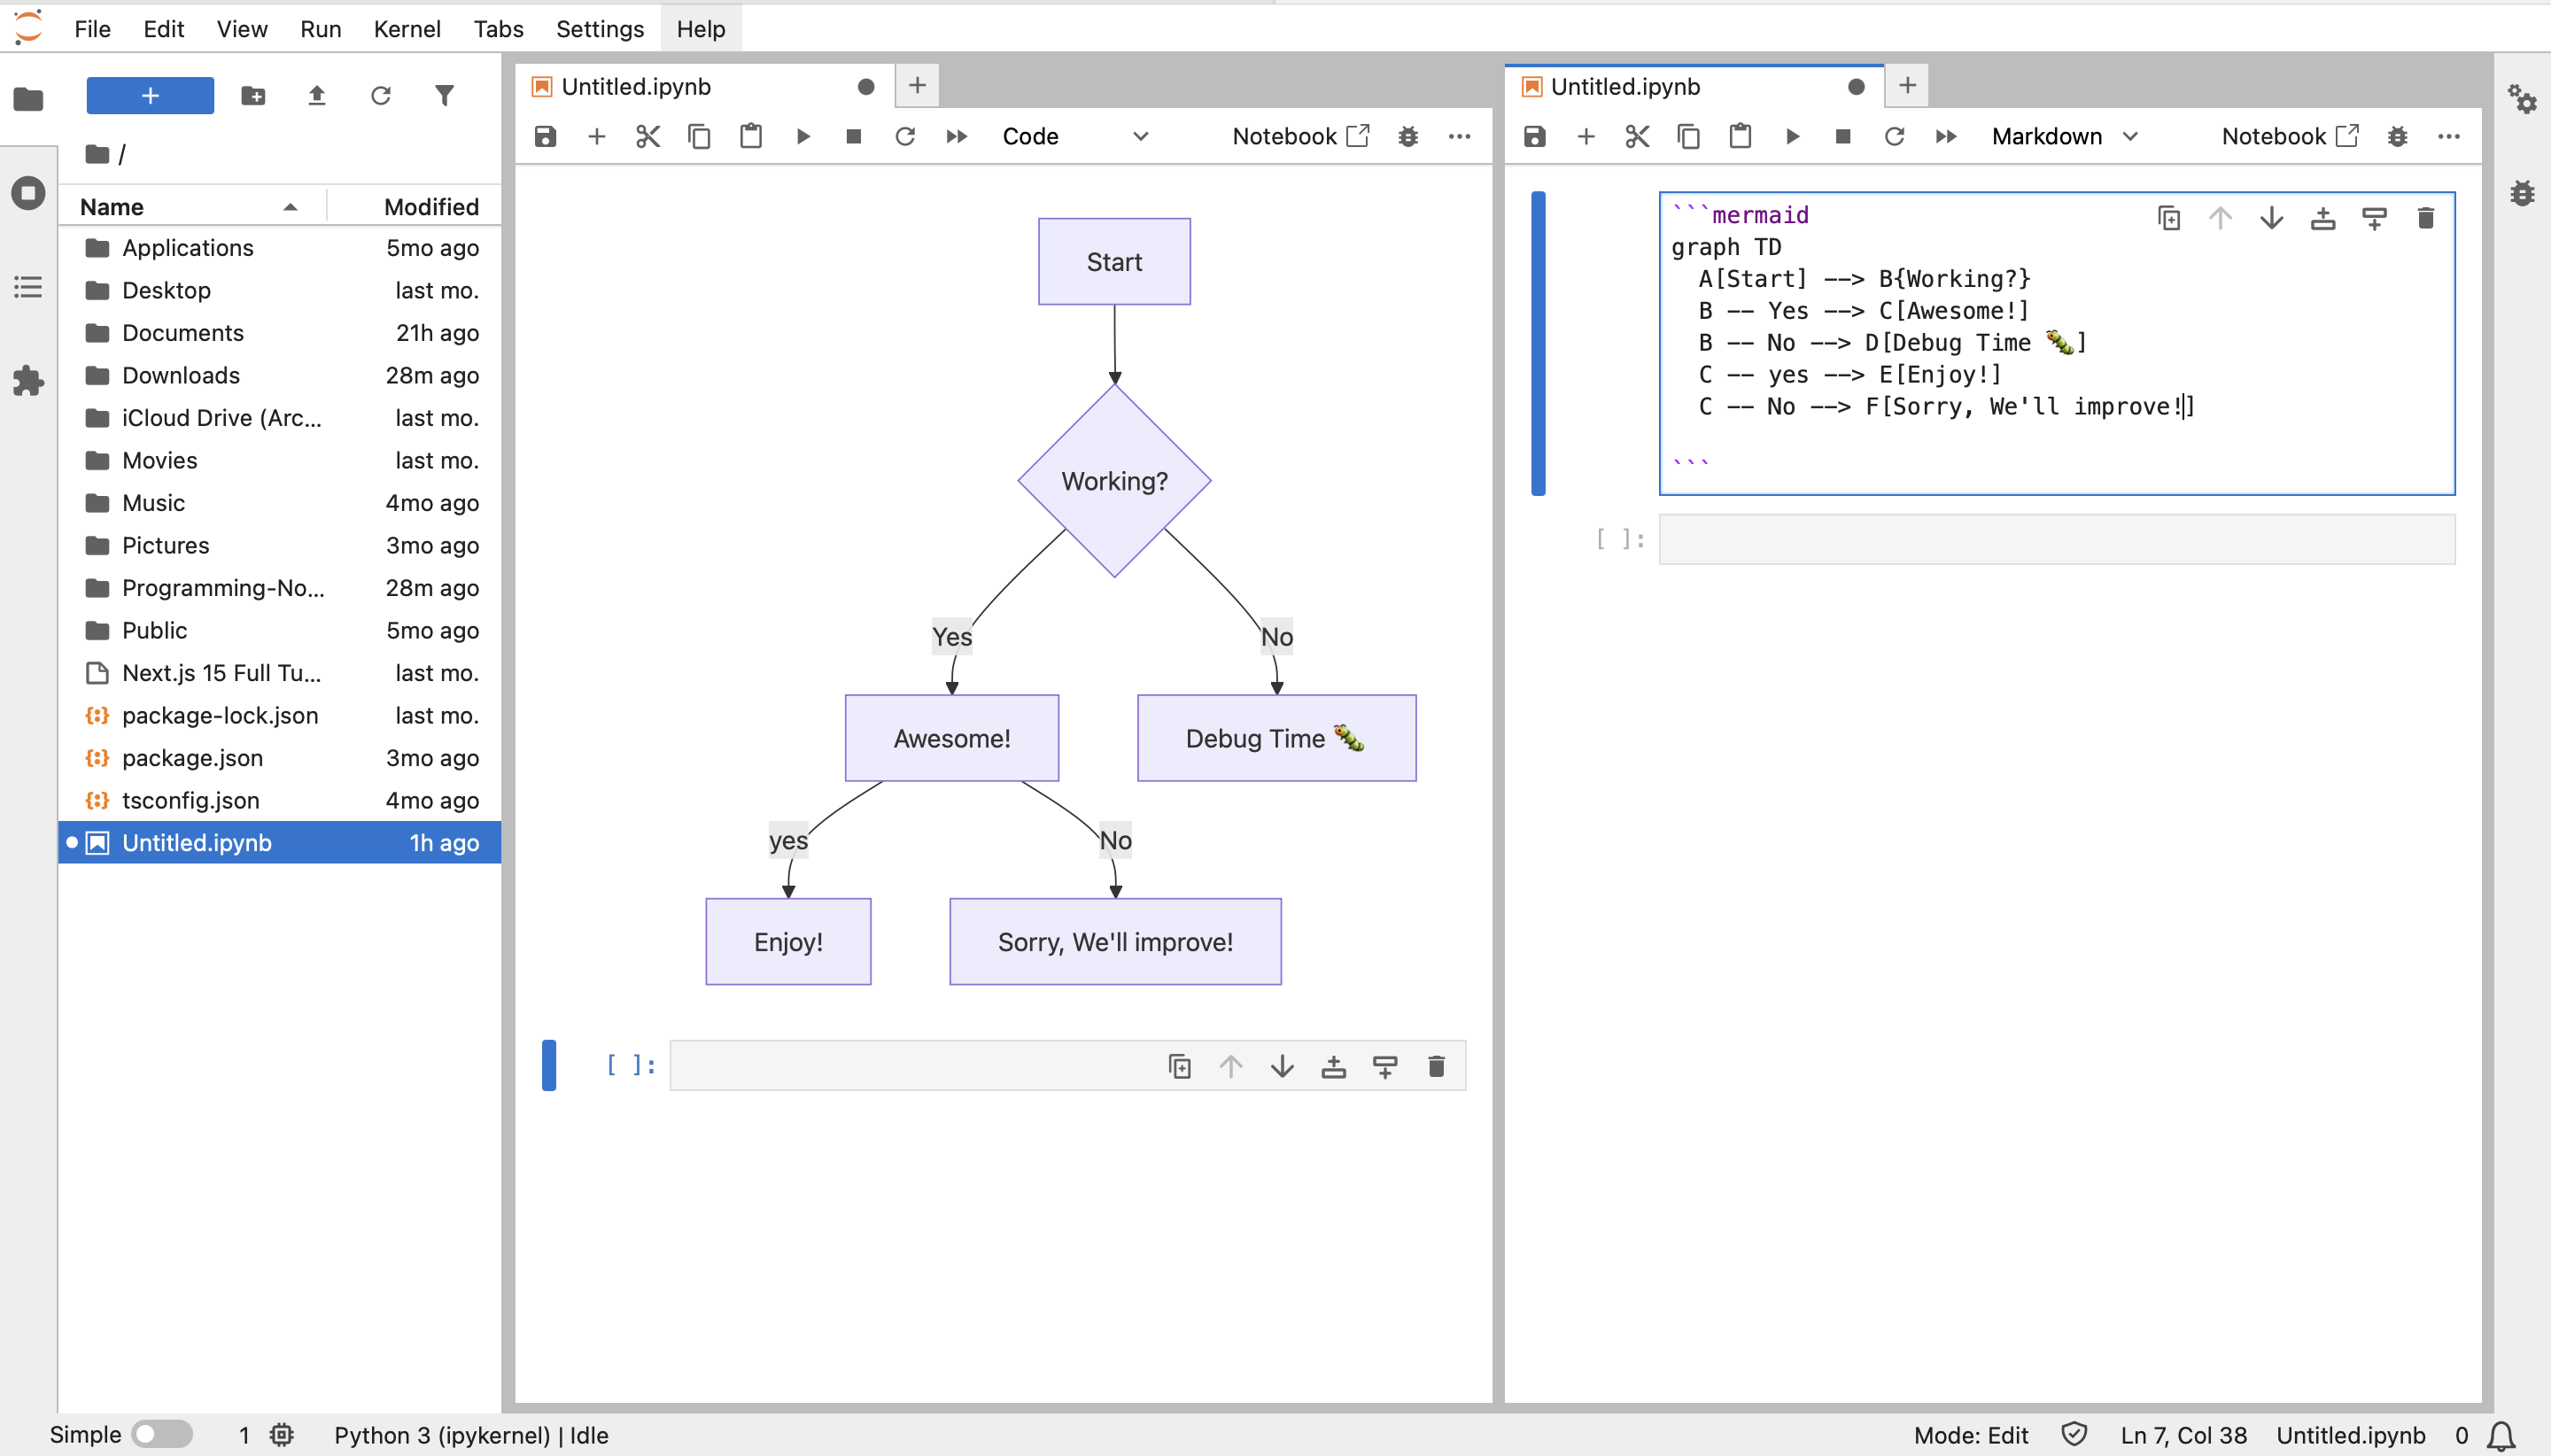 File Edit View Run Kernel Tabs Settings Help
/
Name Modified
Applications 5mo ago
Desktop last mo.
Documents 21h ago
Downloads 28m ago
iCloud Drive (Arc... last mo.
Movies last mo.
Music 4mo ago
Pictures 3mo ago
Programming-No... 28m ago
Public 5mo ago
Next.js 15 Full Tu... last mo.
package-lock.json last mo.
package.json 3mo ago
tsconfig.json 4mo ago
Untitled.ipynb 1h ago
Untitled.ipynb
Code Notebook
Start
Working?
Yes No
Awesome! Debug Time 🐛
yes No
Enjoy! Sorry, We'll improve!
[ ]:
Untitled.ipynb
Markdown Notebook
```mermaid
graph TD
  A[Start] --> B{Working?}
  B -- Yes --> C[Awesome!]
  B -- No --> D[Debug Time 🐛]
  C -- yes --> E[Enjoy!]
  C -- No --> F[Sorry, We'll improve!]
```
[ ]:
Simple 1 Python 3 (ipykernel) | Idle Mode: Edit Ln 7, Col 38 Untitled.ipynb 0